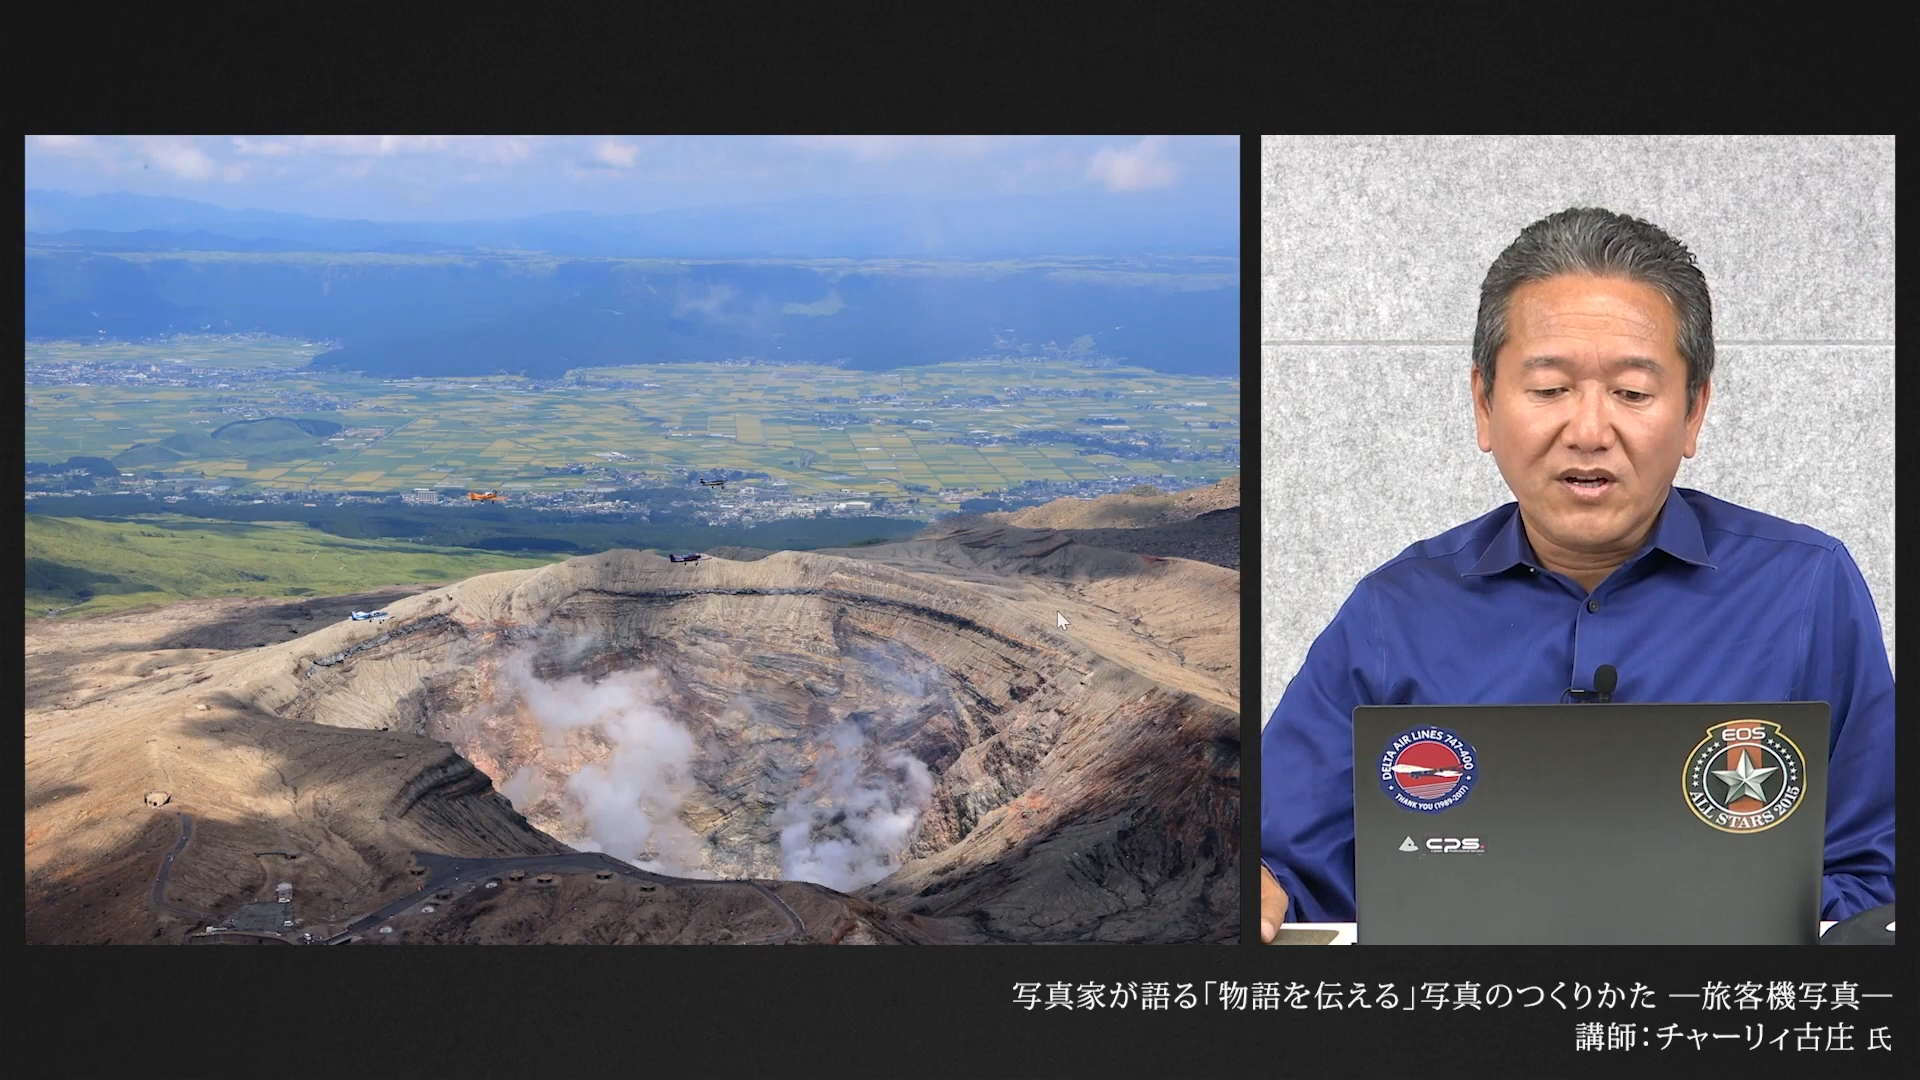 DELTA AIR LINES 747-400
THANK YOU (1989-2017)
EOS
ALL STARS 2015
CPS
写真家が語る「物語を伝える」写真のつくりかた ―旅客機写真―
講師：チャーリィ古庄 氏